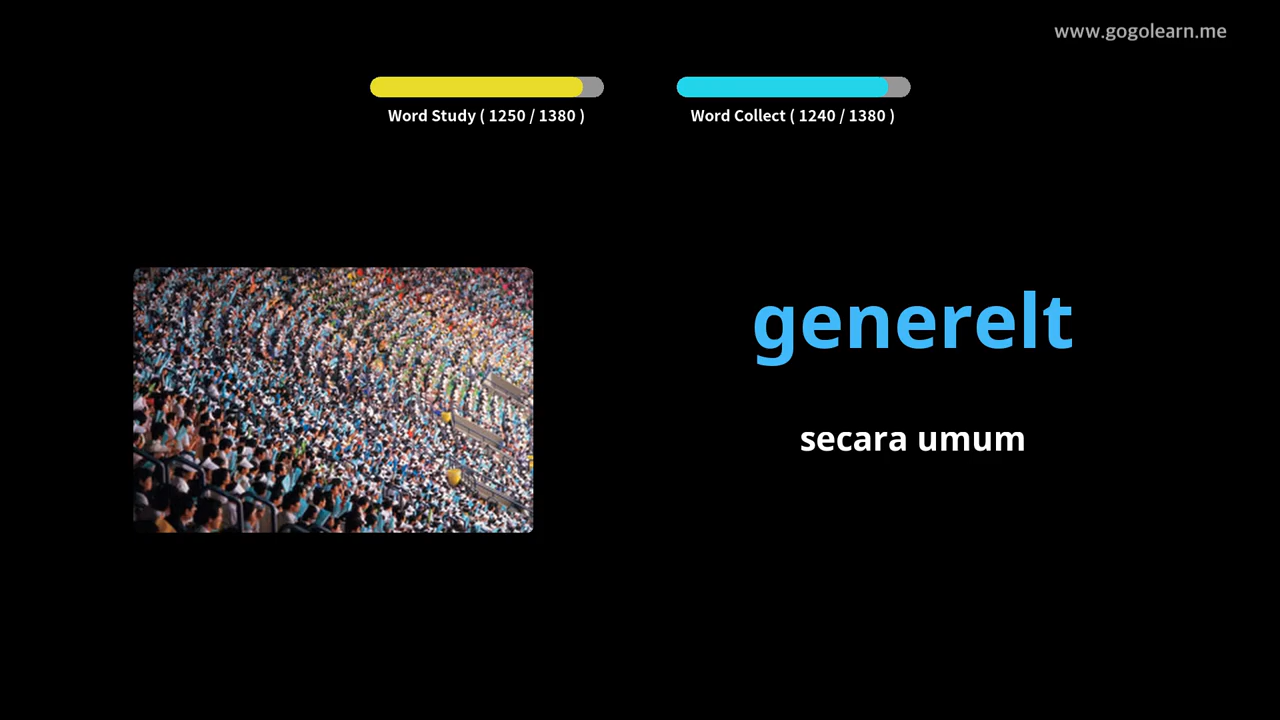 www.gogolearn.me
Word Study ( 1250 / 1380 )
Word Collect ( 1240 / 1380 )
generelt
secara umum